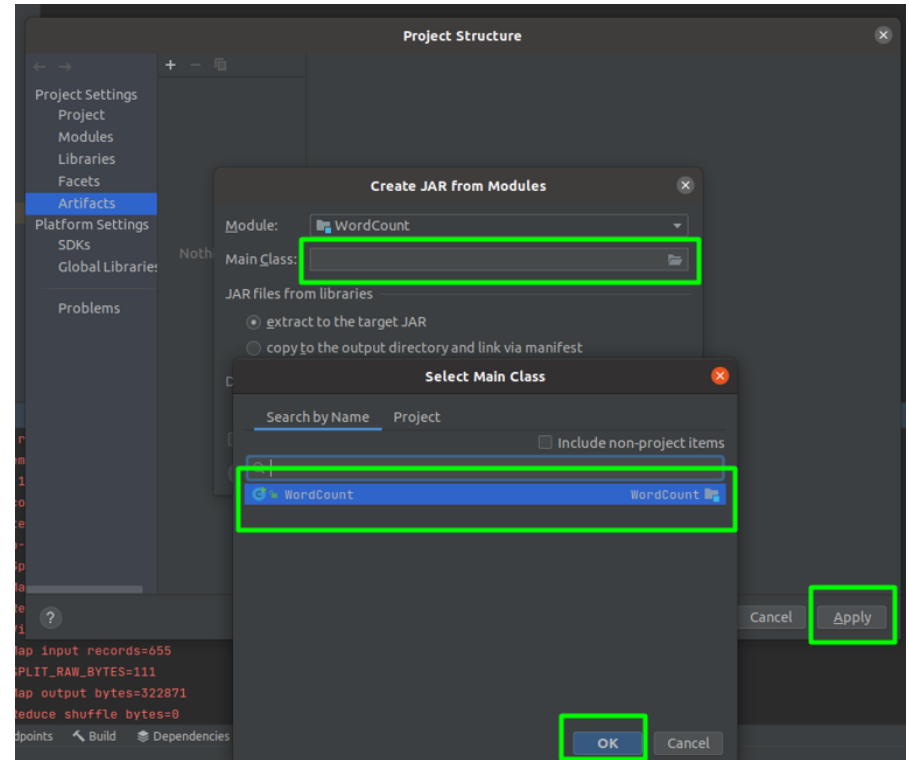 Project Structure
Project Settings
Project
Modules
Libraries
Facets
Artifacts
Platform Settings
SDKs
Global Libraries
Problems
Noth
Create JAR from Modules
Module: WordCount
Main Class:
JAR files from libraries
extract to the target JAR
copy to the output directory and link via manifest
D
Select Main Class
Search by Name Project
Include non-project items
WordCount WordCount
OK Cancel
? Cancel Apply
Map input records=655
SPLIT_RAW_BYTES=111
Map output bytes=322871
Reduce shuffle bytes=0
dpoints Build Dependencies